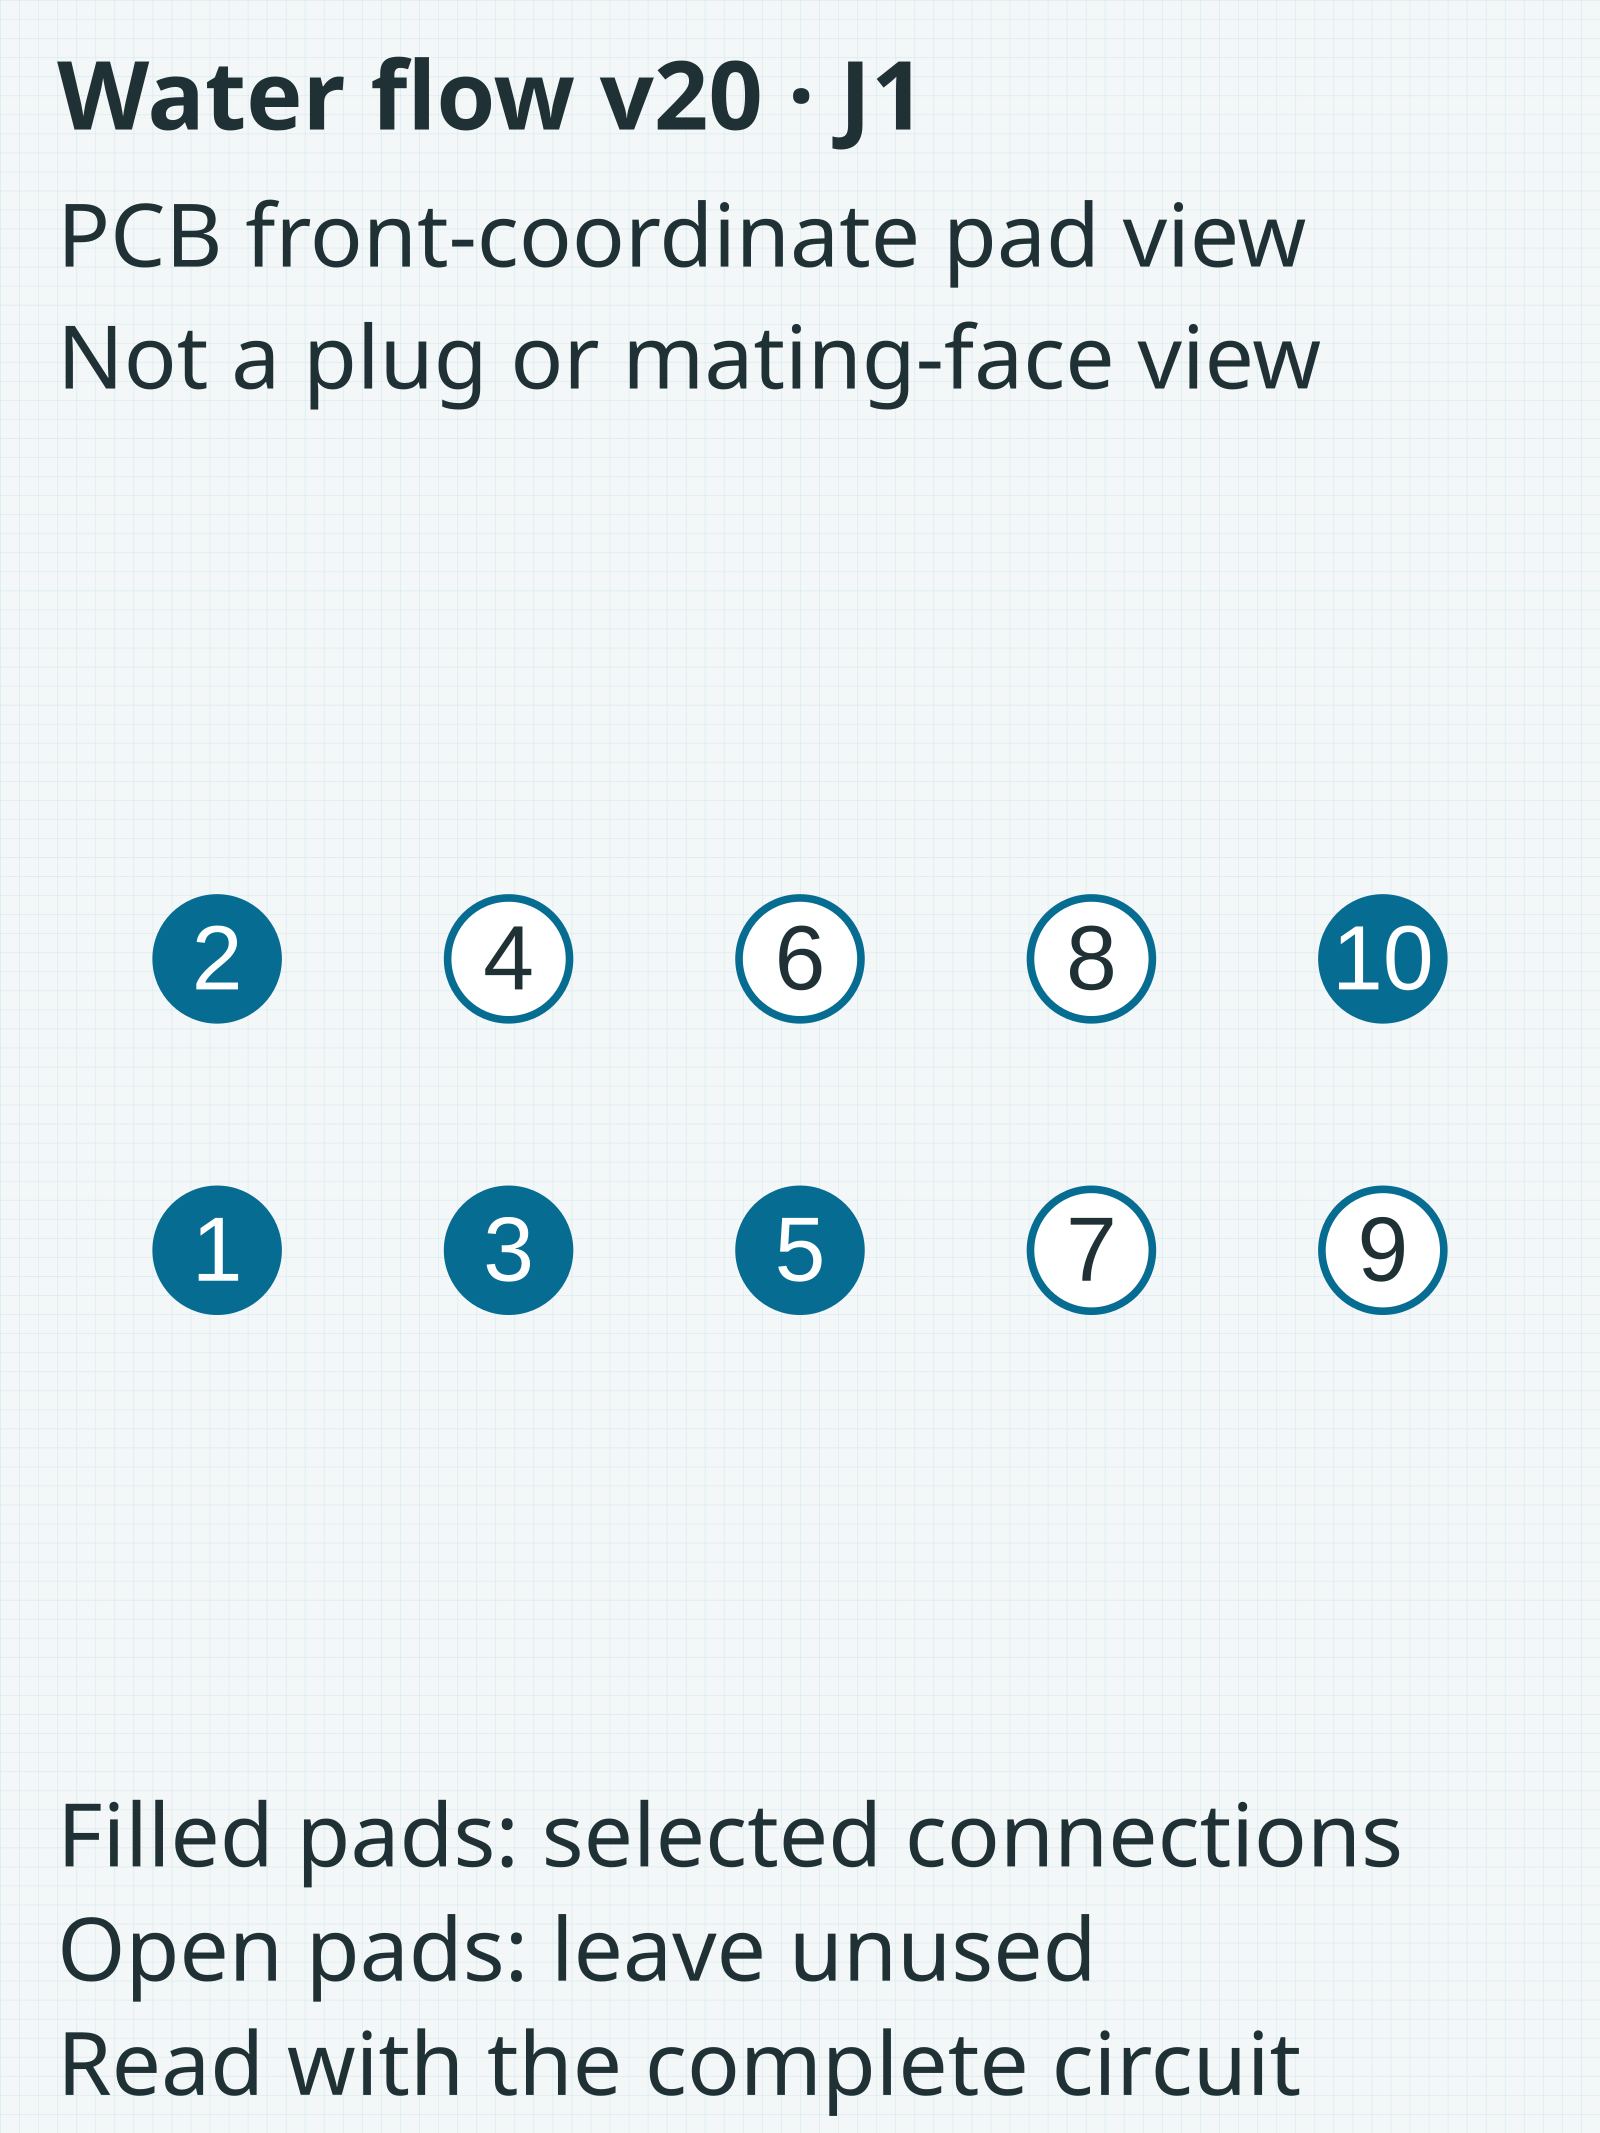 Water flow v20 · J1
PCB front-coordinate pad view
Not a plug or mating-face view
2 4 6 8 10
1 3 5 7 9
Filled pads: selected connections
Open pads: leave unused
Read with the complete circuit